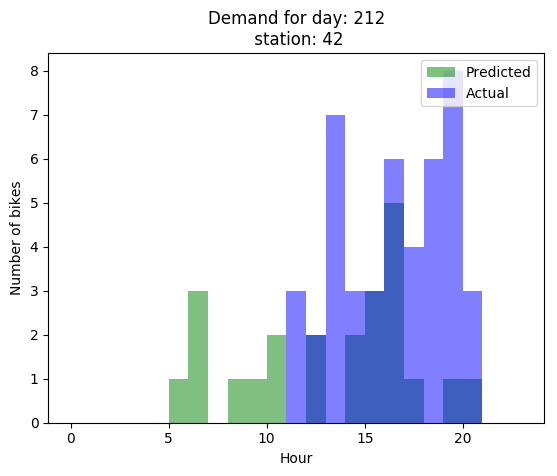 Demand for day: 212
station: 42
Predicted
Actual
Number of bikes
8
7
6
5
4
3
2
1
0
0 5 10 15 20
Hour